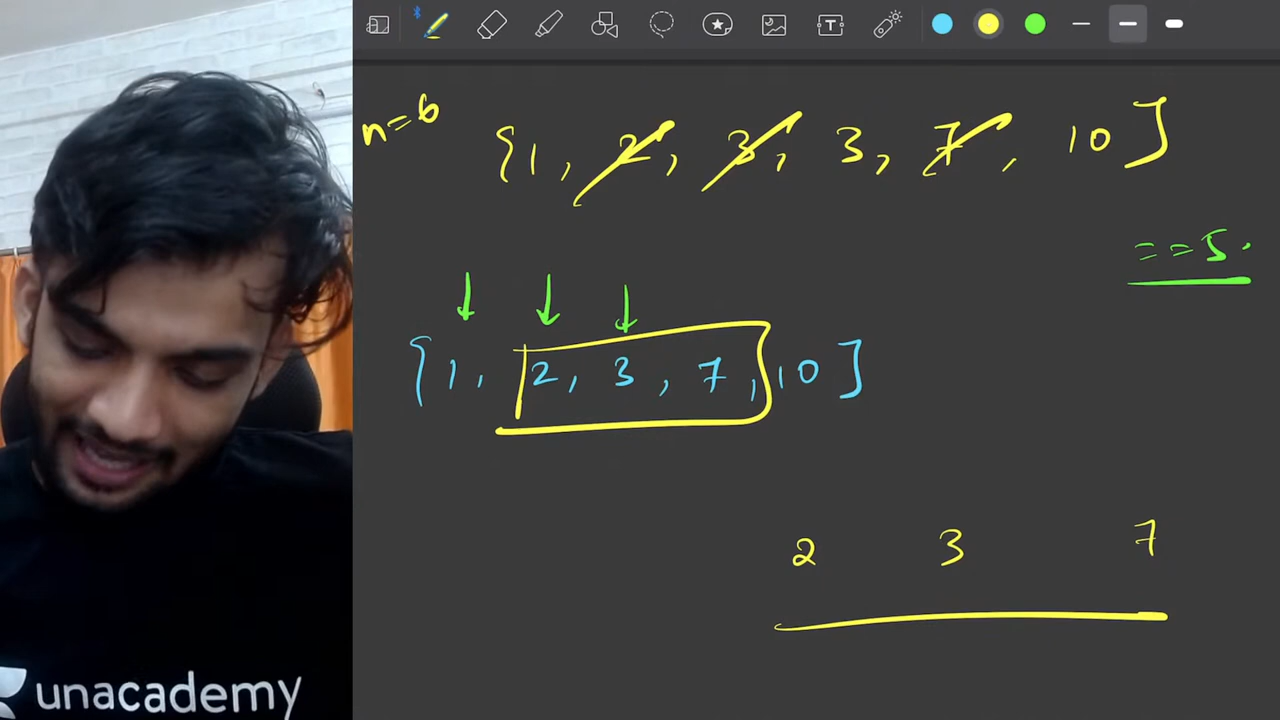 n=6
{1, 2, 3, 3, 7, 10]
==5.
{1, 2, 3, 7, 10]
2 3 7
unacademy